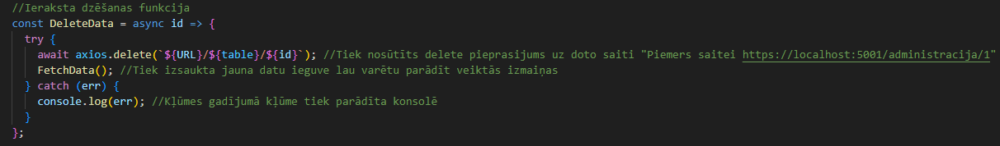 //Ieraksta dzēšanas funkcija
const DeleteData = async id => {
  try {
    await axios.delete(`${URL}/${table}/${id}`); //Tiek nosūtīts delete pieprasijums uz doto saiti "Piemers saitei https://localhost:5001/administracija/1"
    FetchData(); //Tiek izsaukta jauna datu ieguve lau varētu parādīt veiktās izmaiņas
  } catch (err) {
    console.log(err); //Kļūmes gadījumā kļūme tiek parādīta konsolē
  }
};